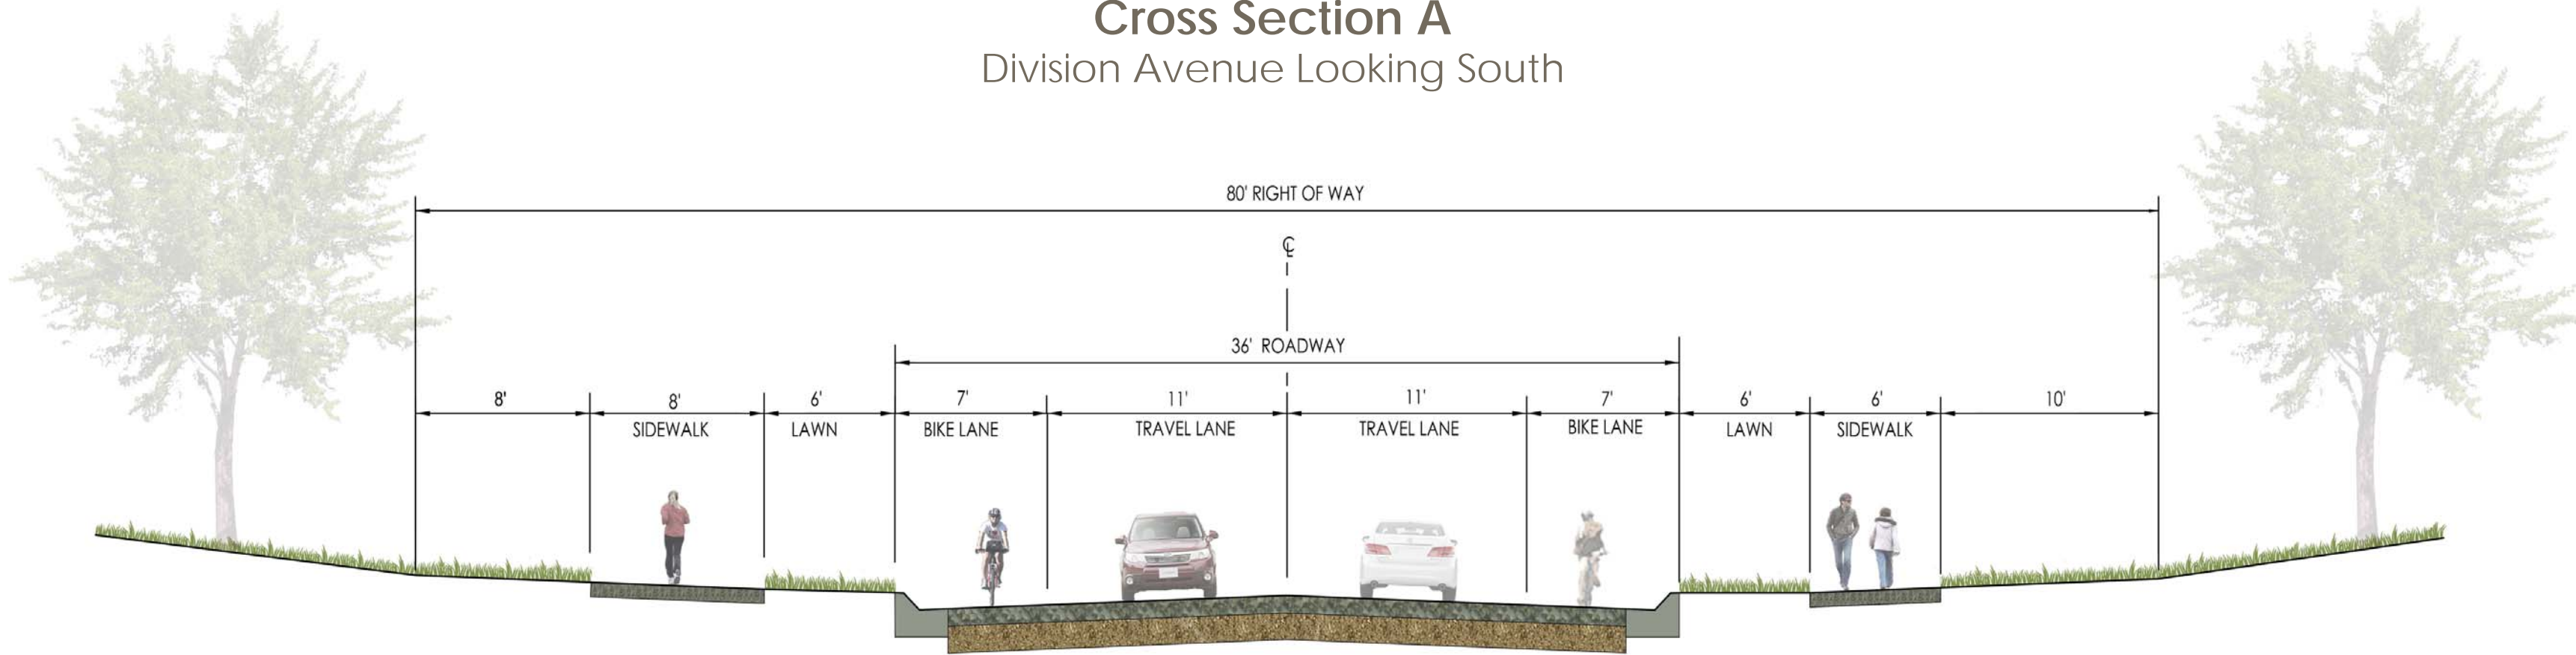 Cross Section A
Division Avenue Looking South
80' RIGHT OF WAY
℄
36' ROADWAY
8' 8' 6' 7' 11' 11' 7' 6' 6' 10'
SIDEWALK LAWN BIKE LANE TRAVEL LANE TRAVEL LANE BIKE LANE LAWN SIDEWALK